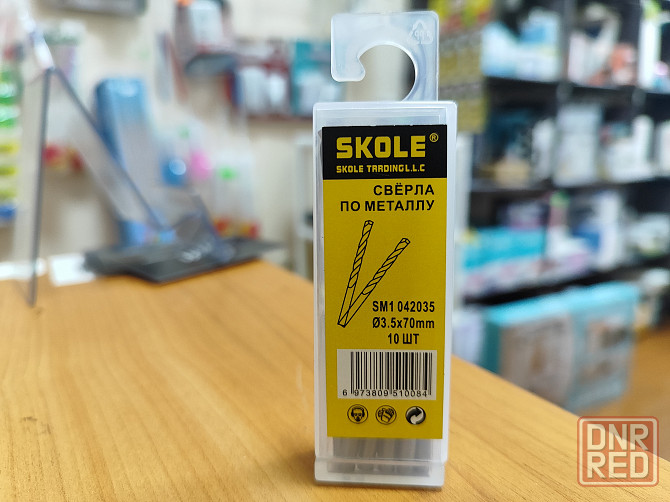 SKOLE®
SKOLE TRADING L.L.C
СВЁРЛА
ПО МЕТАЛЛУ
SM1 042035
Ø3.5x70mm
10 ШТ
6 973809 510084
DNR
RED